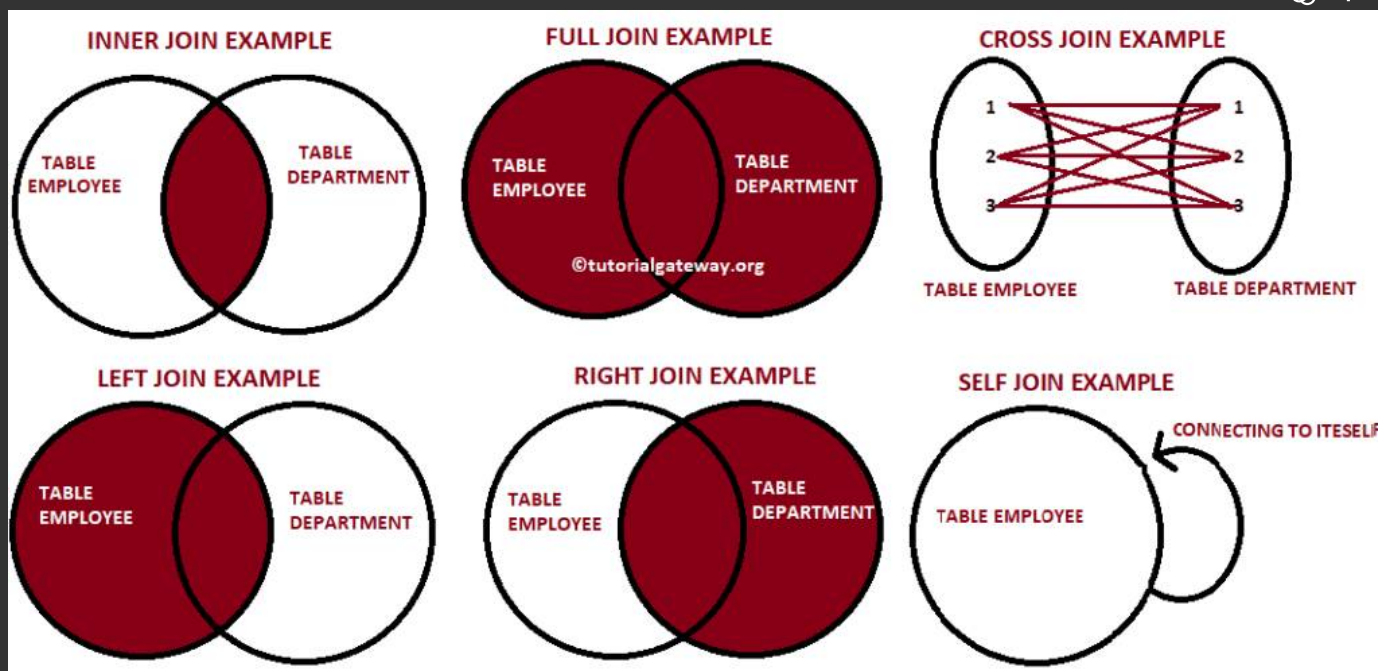 INNER JOIN EXAMPLE
TABLE
EMPLOYEE
TABLE
DEPARTMENT
FULL JOIN EXAMPLE
TABLE
EMPLOYEE
TABLE
DEPARTMENT
©tutorialgateway.org
CROSS JOIN EXAMPLE
1 1
2 2
3 3
TABLE EMPLOYEE
TABLE DEPARTMENT
LEFT JOIN EXAMPLE
TABLE
EMPLOYEE
TABLE
DEPARTMENT
RIGHT JOIN EXAMPLE
TABLE
EMPLOYEE
TABLE
DEPARTMENT
SELF JOIN EXAMPLE
CONNECTING TO ITESELF
TABLE EMPLOYEE